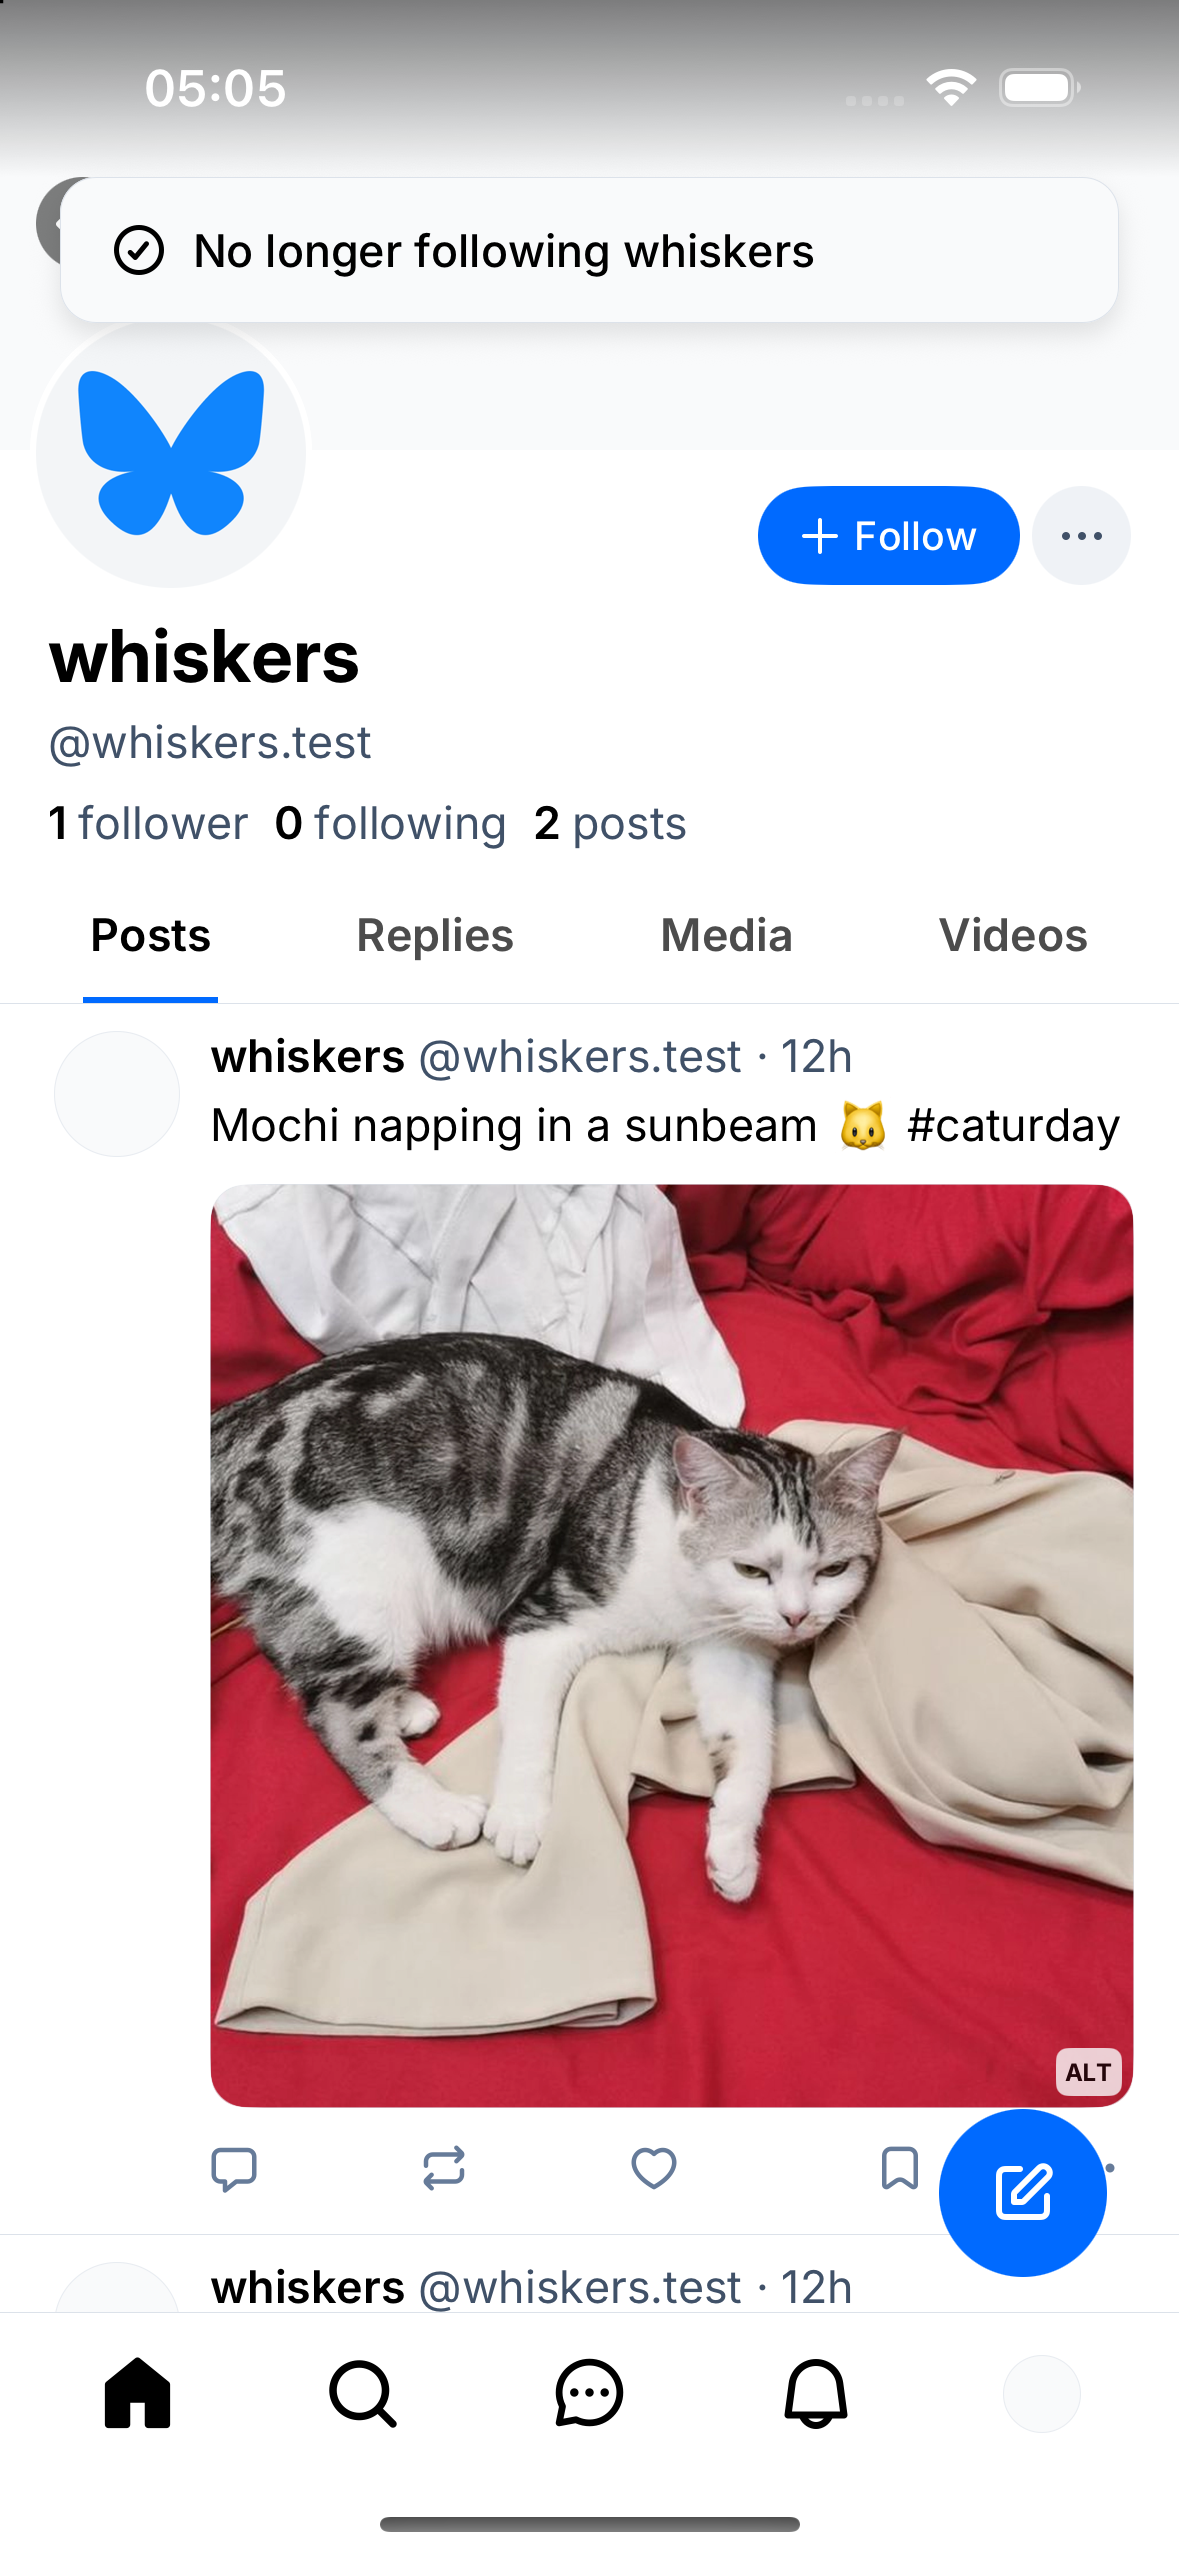 05:05
No longer following whiskers
+ Follow
whiskers
@whiskers.test
1 follower 0 following 2 posts
Posts Replies Media Videos
whiskers @whiskers.test · 12h
Mochi napping in a sunbeam 🐱 #caturday
ALT
whiskers @whiskers.test · 12h